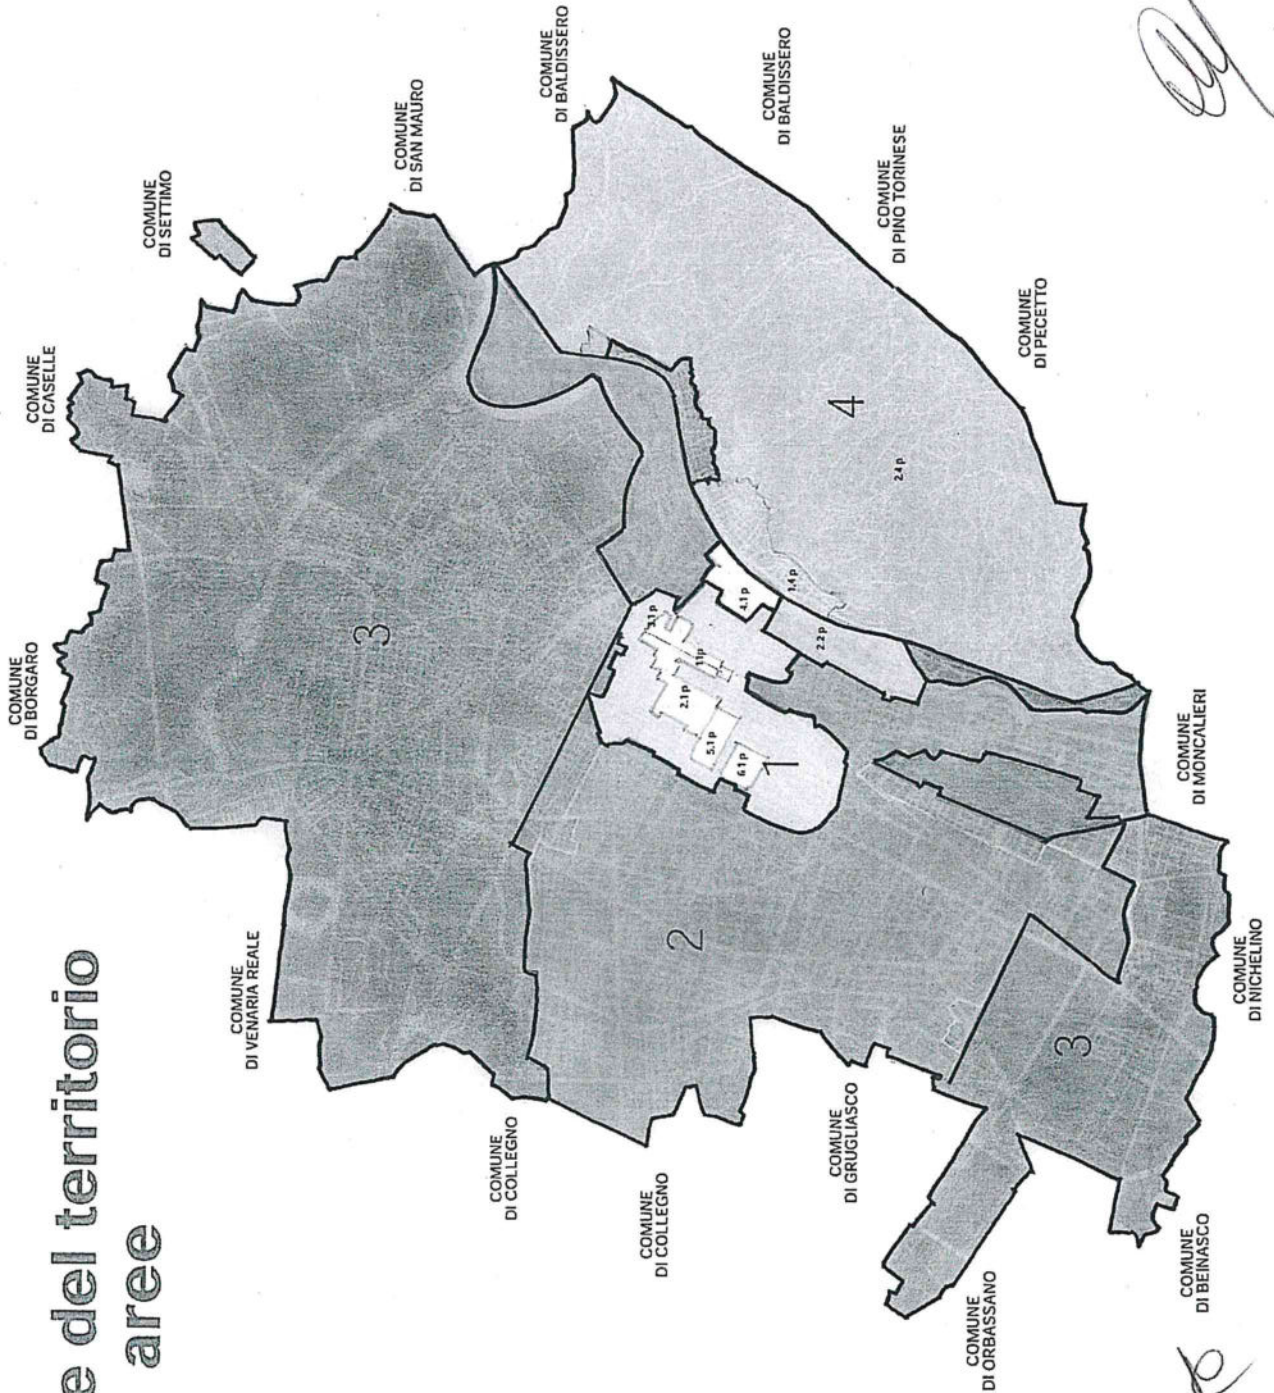 e del territorio
aree
COMUNE
DI BORGARO
COMUNE
DI CASELLE
COMUNE
DI SETTIMO
COMUNE
DI SAN MAURO
COMUNE
DI BALDISSERO
COMUNE
DI BALDISSERO
COMUNE
DI PINO TORINESE
COMUNE
DI PECETTO
COMUNE
DI MONCALIERI
COMUNE
DI NICHELINO
COMUNE
DI BEINASCO
COMUNE
DI ORBASSANO
COMUNE
DI GRUGLIASCO
COMUNE
DI COLLEGNO
COMUNE
DI COLLEGNO
COMUNE
DI VENARIA REALE
3
2
3
4
1
3.1 p
11p
2.1 p
5.1 p
6.1 p
4.1 p
1.4 p
2.2 p
2.4 p